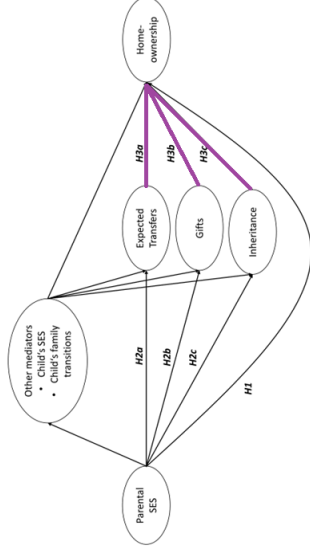 Other mediators
• Child's SES
• Child's family
transitions
Parental
SES
H2a
H2b
H2c
H1
Expected
Transfers
Gifts
Inheritance
H3a
H3b
H3c
Home-
ownership